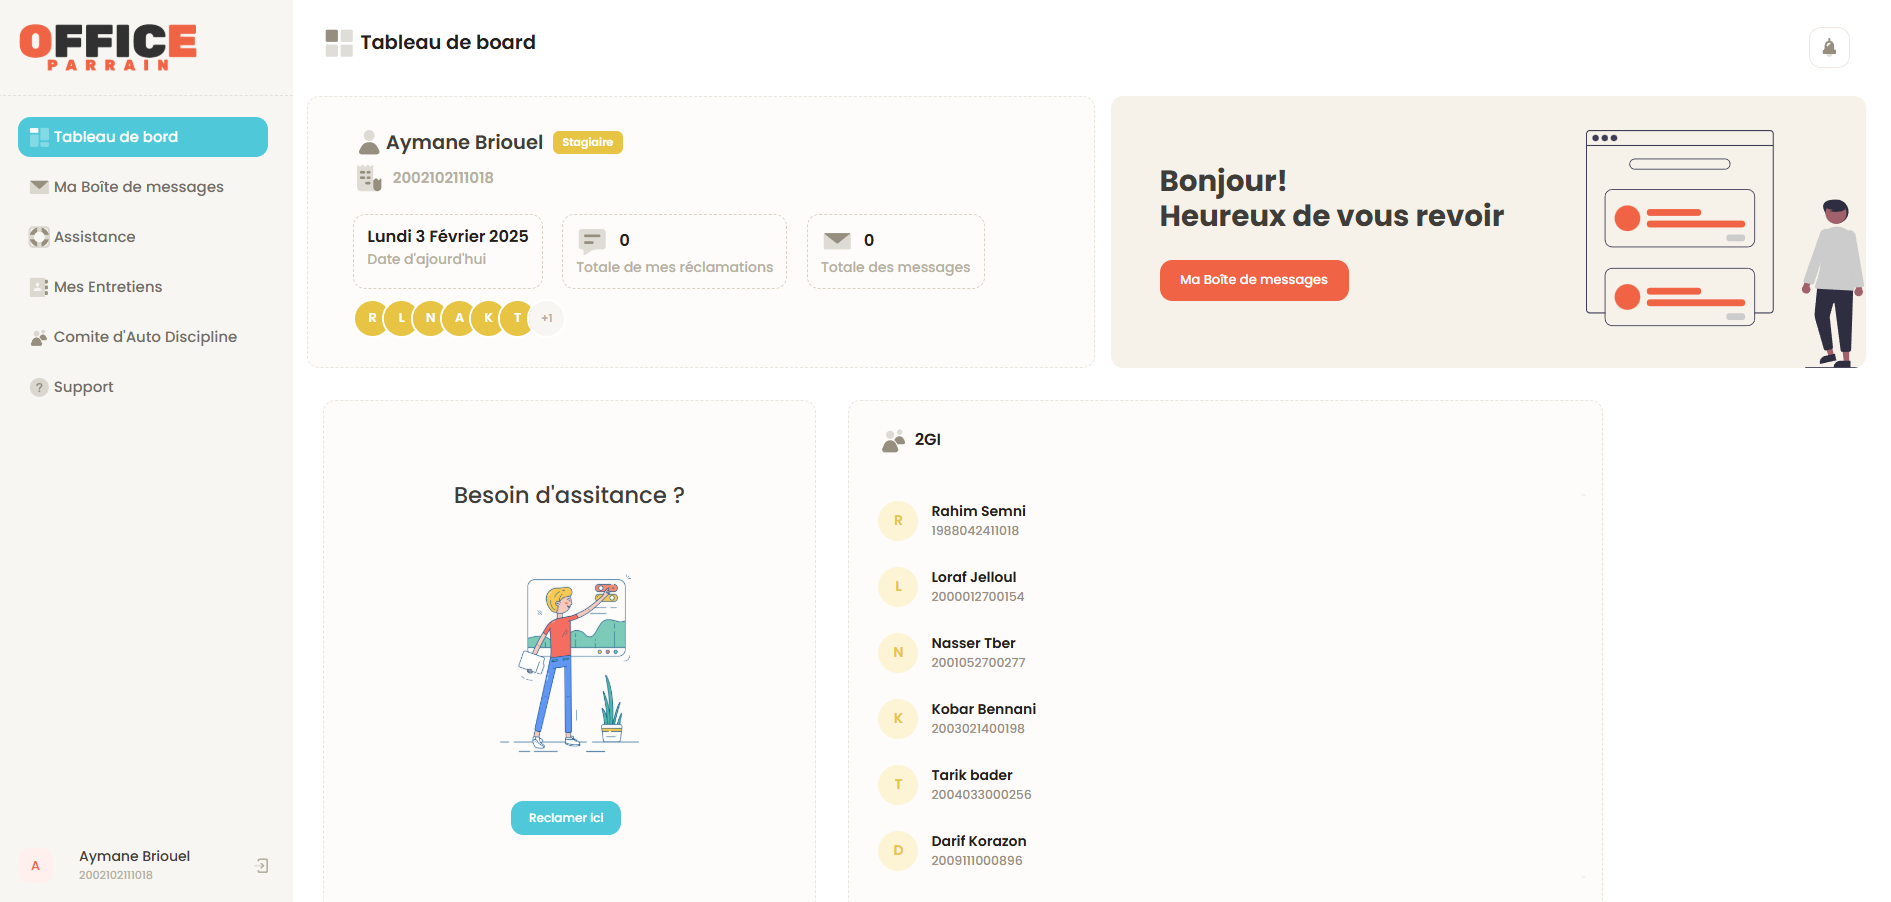 OFFICE
PARRAIN
Tableau de bord
Ma Boîte de messages
Assistance
Mes Entretiens
Comite d'Auto Discipline
? Support
A
Aymane Briouel
2002102111018
Tableau de board
Aymane Briouel Stagiaire
2002102111018
Lundi 3 Février 2025
Date d'ajourd'hui
0
Totale de mes réclamations
0
Totale des messages
R L N A K T +1
Bonjour!
Heureux de vous revoir
Ma Boîte de messages
Besoin d'assitance ?
Reclamer ici
2GI
R
Rahim Semni
1988042411018
L
Loraf Jelloul
2000012700154
N
Nasser Tber
2001052700277
K
Kobar Bennani
2003021400198
T
Tarik bader
2004033000256
D
Darif Korazon
2009111000896